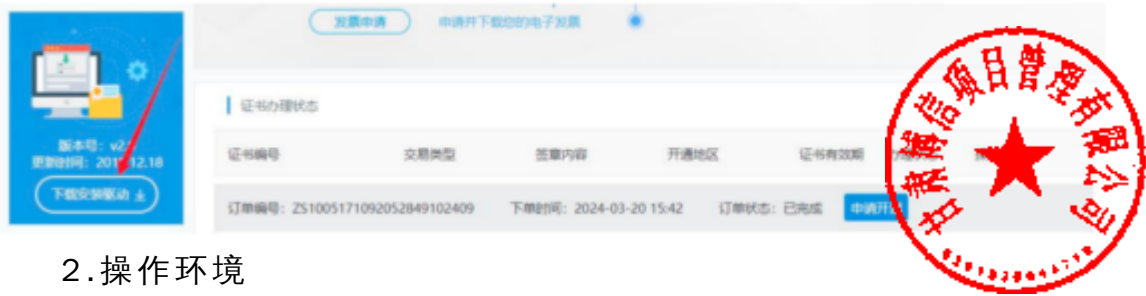 发票申请 申请并下载您的电子发票
证书办理状态
版本号：v2.
更新时间：201 12.18
下载安装驱动
证书编号 交易类型 签章内容 开通地区 证书有效期
订单编号：ZS1005171092052849102409 下单时间：2024-03-20 15:42 订单状态：已完成 申请开
甘肃 信项目管理有限公司
2.操作环境